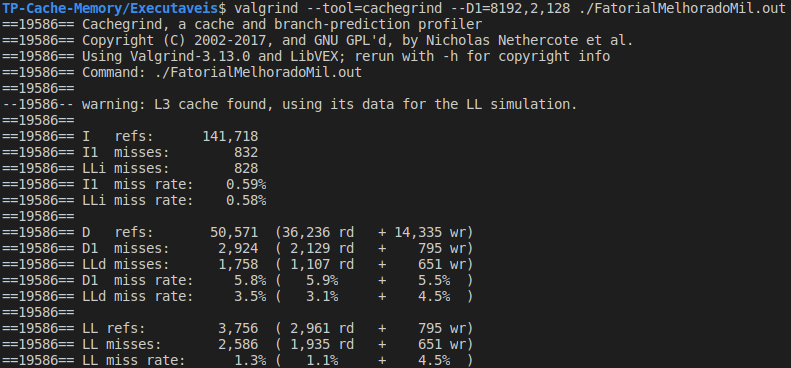 TP-Cache-Memory/Executaveis$ valgrind --tool=cachegrind --D1=8192,2,128 ./FatorialMelhoradoMil.out
==19586== Cachegrind, a cache and branch-prediction profiler
==19586== Copyright (C) 2002-2017, and GNU GPL'd, by Nicholas Nethercote et al.
==19586== Using Valgrind-3.13.0 and LibVEX; rerun with -h for copyright info
==19586== Command: ./FatorialMelhoradoMil.out
==19586==
--19586-- warning: L3 cache found, using its data for the LL simulation.
==19586==
==19586== I   refs:      141,718
==19586== I1  misses:        832
==19586== LLi misses:        828
==19586== I1  miss rate:    0.59%
==19586== LLi miss rate:    0.58%
==19586==
==19586== D   refs:       50,571  (36,236 rd   + 14,335 wr)
==19586== D1  misses:      2,924  ( 2,129 rd   +    795 wr)
==19586== LLd misses:      1,758  ( 1,107 rd   +    651 wr)
==19586== D1  miss rate:     5.8% (   5.9%     +    5.5%  )
==19586== LLd miss rate:     3.5% (   3.1%     +    4.5%  )
==19586==
==19586== LL refs:         3,756  ( 2,961 rd   +    795 wr)
==19586== LL misses:       2,586  ( 1,935 rd   +    651 wr)
==19586== LL miss rate:      1.3% (   1.1%     +    4.5%  )